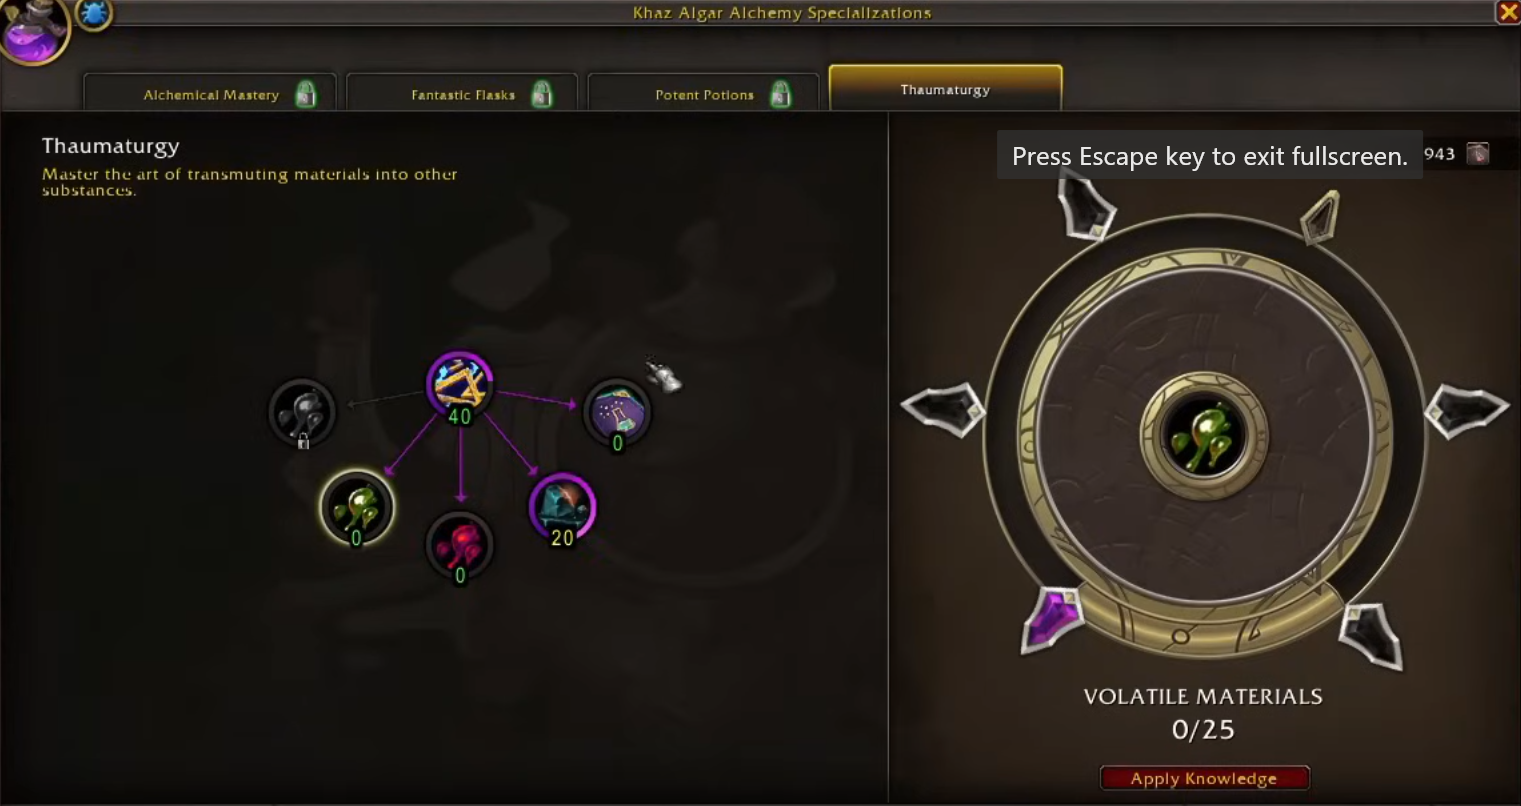 Khaz Algar Alchemy Specializations
Alchemical Mastery
Fantastic Flasks
Potent Potions
Thaumaturgy
Thaumaturgy
Master the art of transmuting materials into other
substances.
Press Escape key to exit fullscreen.
943
40
0
0
20
0
VOLATILE MATERIALS
0/25
Apply Knowledge